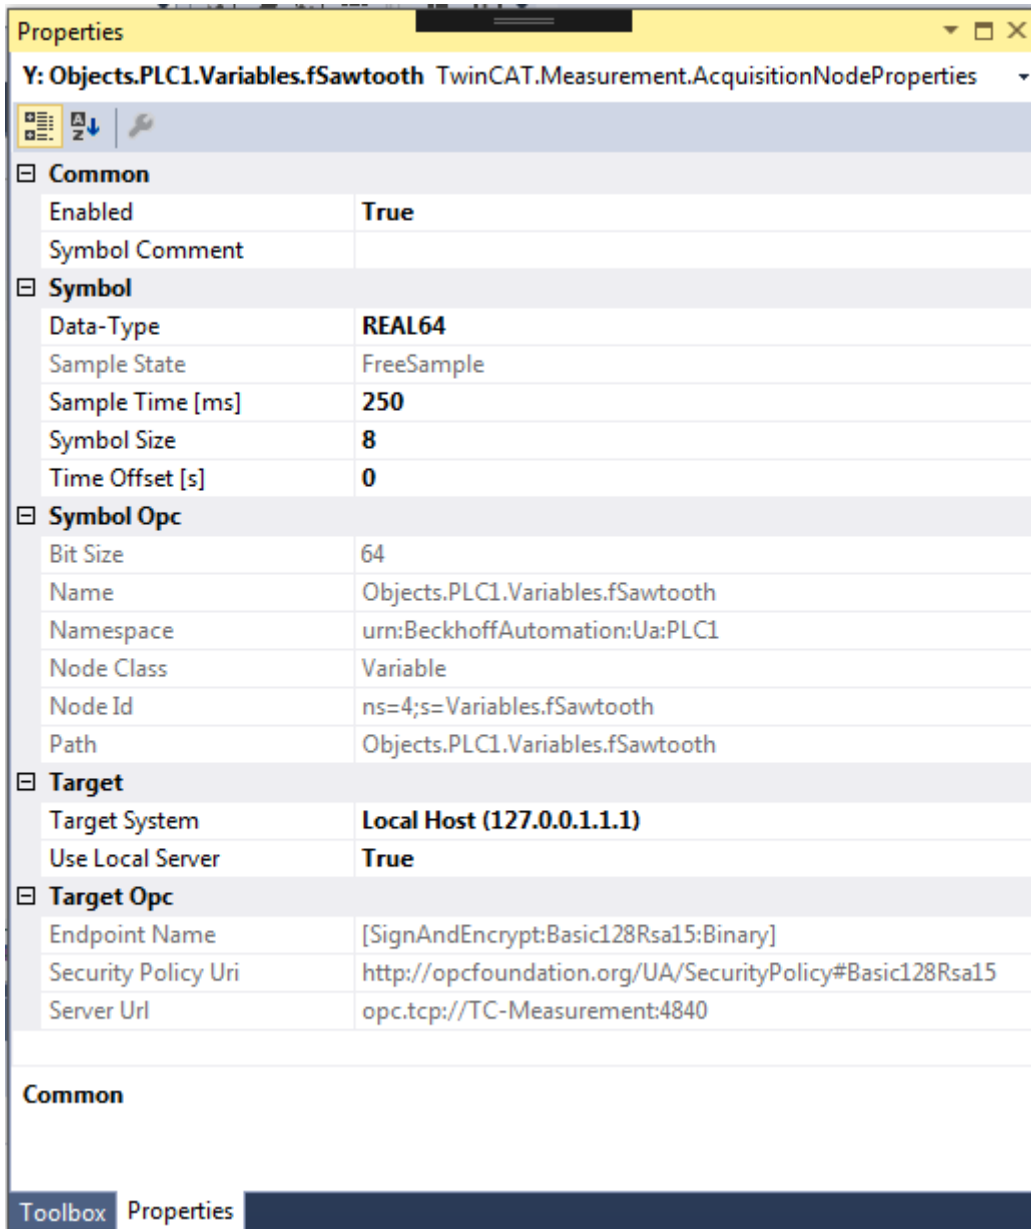 Properties
Y: Objects.PLC1.Variables.fSawtooth TwinCAT.Measurement.AcquisitionNodeProperties
Common
Enabled True
Symbol Comment
Symbol
Data-Type REAL64
Sample State FreeSample
Sample Time [ms] 250
Symbol Size 8
Time Offset [s] 0
Symbol Opc
Bit Size 64
Name Objects.PLC1.Variables.fSawtooth
Namespace urn:BeckhoffAutomation:Ua:PLC1
Node Class Variable
Node Id ns=4;s=Variables.fSawtooth
Path Objects.PLC1.Variables.fSawtooth
Target
Target System Local Host (127.0.0.1.1.1)
Use Local Server True
Target Opc
Endpoint Name [SignAndEncrypt:Basic128Rsa15:Binary]
Security Policy Uri http://opcfoundation.org/UA/SecurityPolicy#Basic128Rsa15
Server Url opc.tcp://TC-Measurement:4840
Common
Toolbox Properties